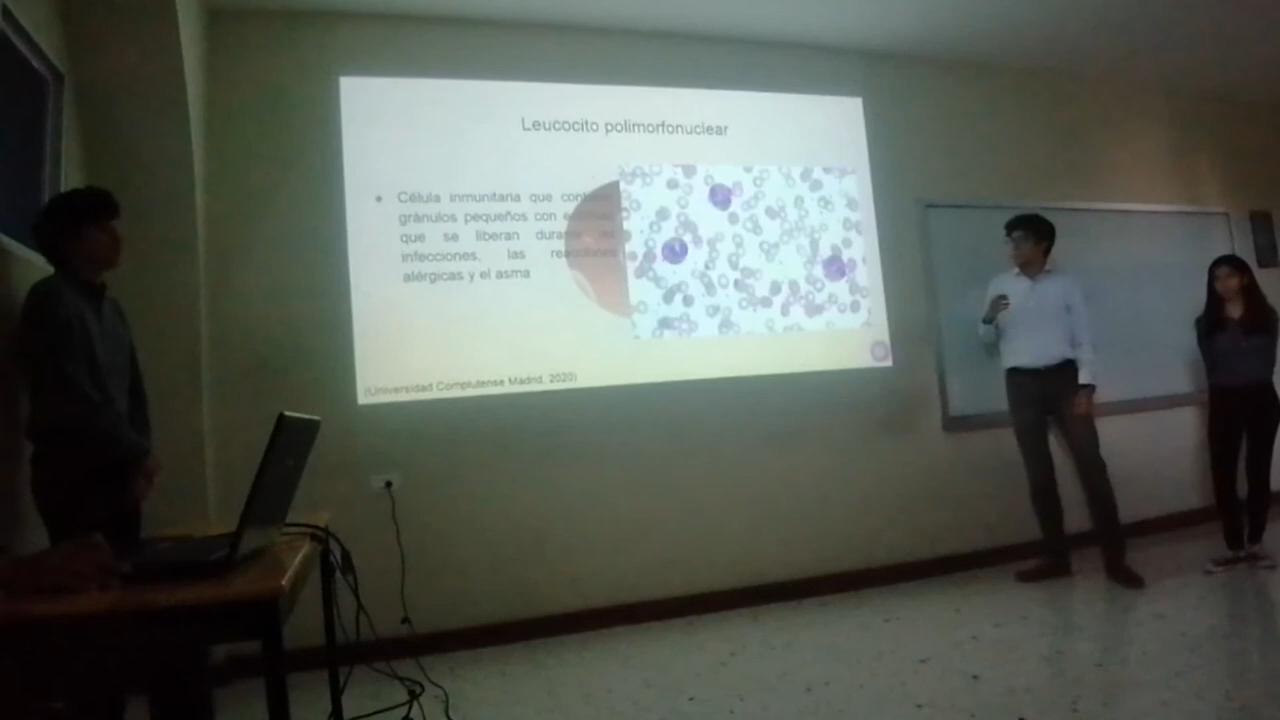 Leucocito polimorfonuclear
• Célula inmunitaria que
gránulos pequeños con
que se liberan
infecciones, las reacciones
alérgicas y el asma
(Universidad Complutense Madrid, 2020)